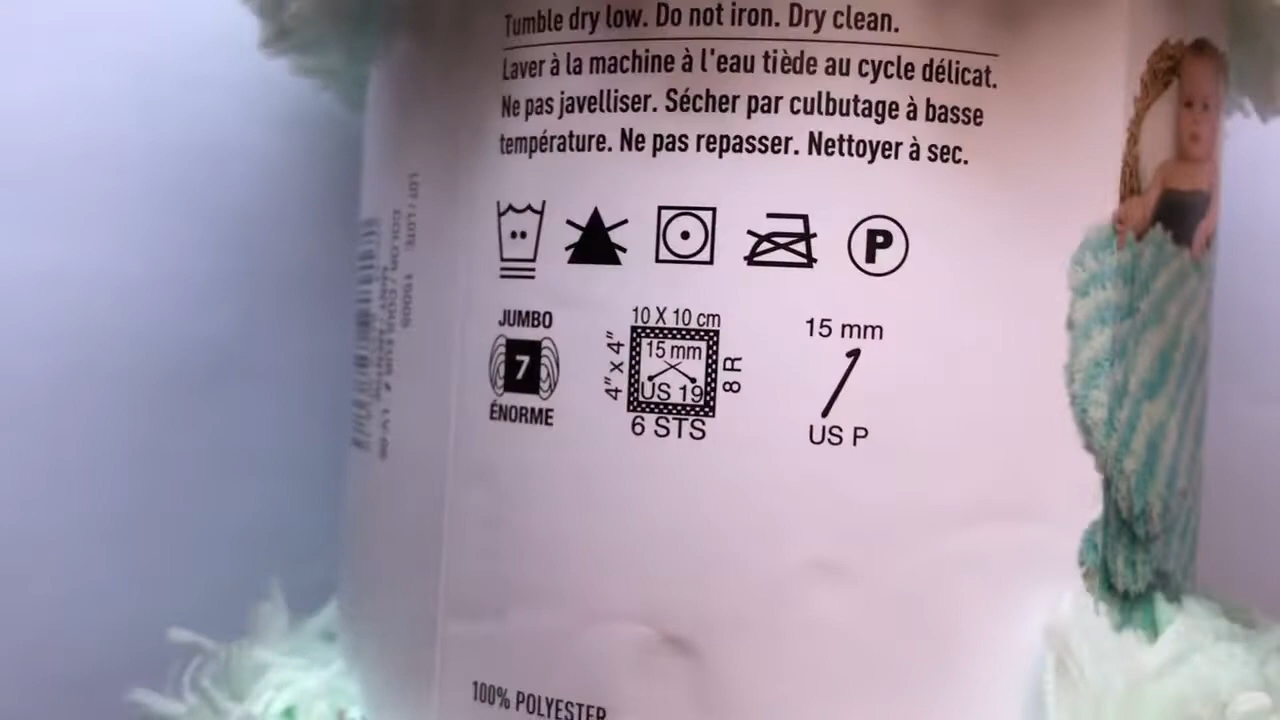 Tumble dry low. Do not iron. Dry clean.
Laver à la machine à l'eau tiède au cycle délicat.
Ne pas javelliser. Sécher par culbutage à basse
température. Ne pas repasser. Nettoyer à sec.
P
JUMBO
7
ÉNORME
10 X 10 cm
4" x 4"
15 mm
US 19
8 R
6 STS
15 mm
US P
100% POLYESTER
LOT / LOTE